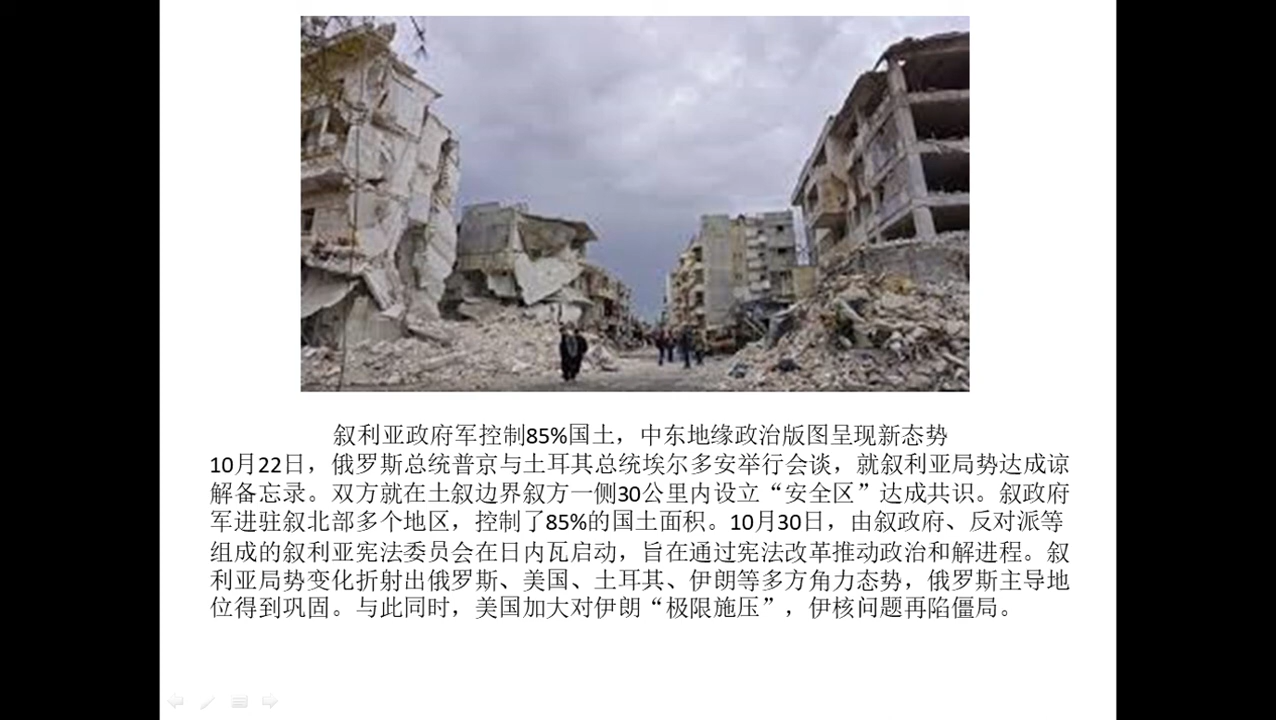 叙利亚政府军控制85%国土，中东地缘政治版图呈现新态势
10月22日，俄罗斯总统普京与土耳其总统埃尔多安举行会谈，就叙利亚局势达成谅
解备忘录。双方就在土叙边界叙方一侧30公里内设立“安全区”达成共识。叙政府
军进驻叙北部多个地区，控制了85%的国土面积。10月30日，由叙政府、反对派等
组成的叙利亚宪法委员会在日内瓦启动，旨在通过宪法改革推动政治和解进程。叙
利亚局势变化折射出俄罗斯、美国、土耳其、伊朗等多方角力态势，俄罗斯主导地
位得到巩固。与此同时，美国加大对伊朗“极限施压”，伊核问题再陷僵局。